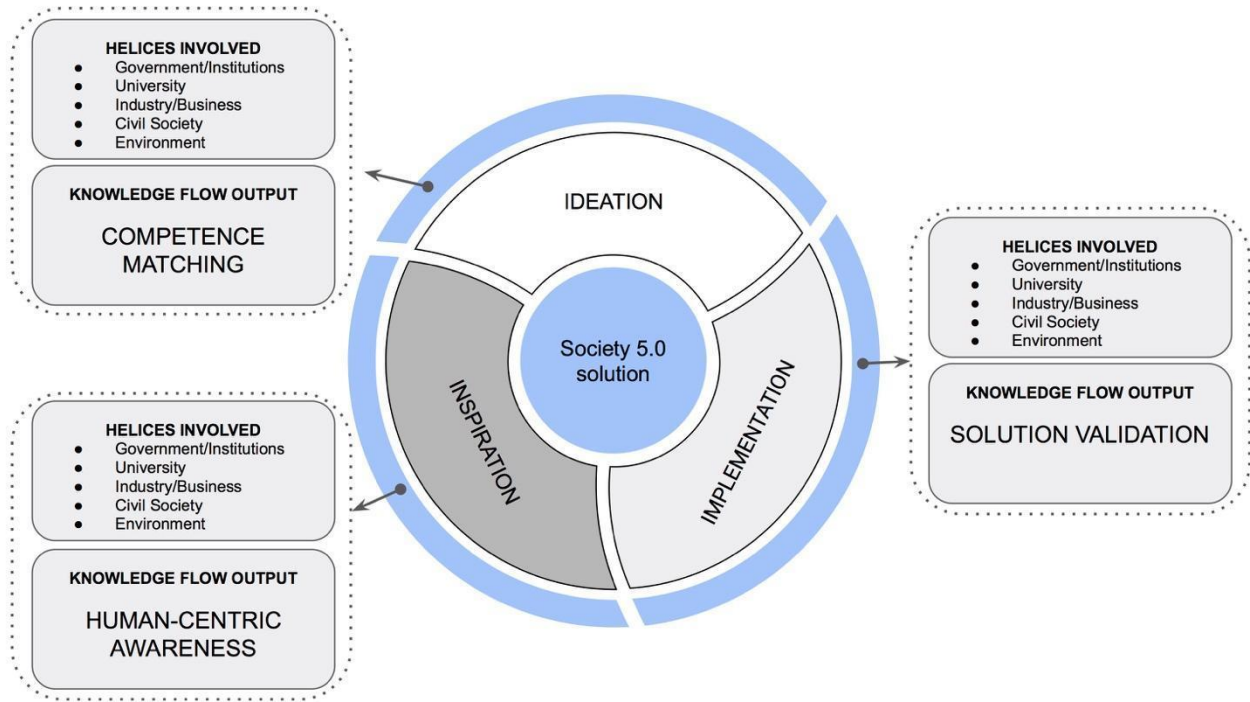 HELICES INVOLVED
● Government/Institutions
● University
● Industry/Business
● Civil Society
● Environment
KNOWLEDGE FLOW OUTPUT
COMPETENCE
MATCHING
IDEATION
Society 5.0
solution
INSPIRATION
IMPLEMENTATION
HELICES INVOLVED
● Government/Institutions
● University
● Industry/Business
● Civil Society
● Environment
KNOWLEDGE FLOW OUTPUT
SOLUTION VALIDATION
HELICES INVOLVED
● Government/Institutions
● University
● Industry/Business
● Civil Society
● Environment
KNOWLEDGE FLOW OUTPUT
HUMAN-CENTRIC
AWARENESS